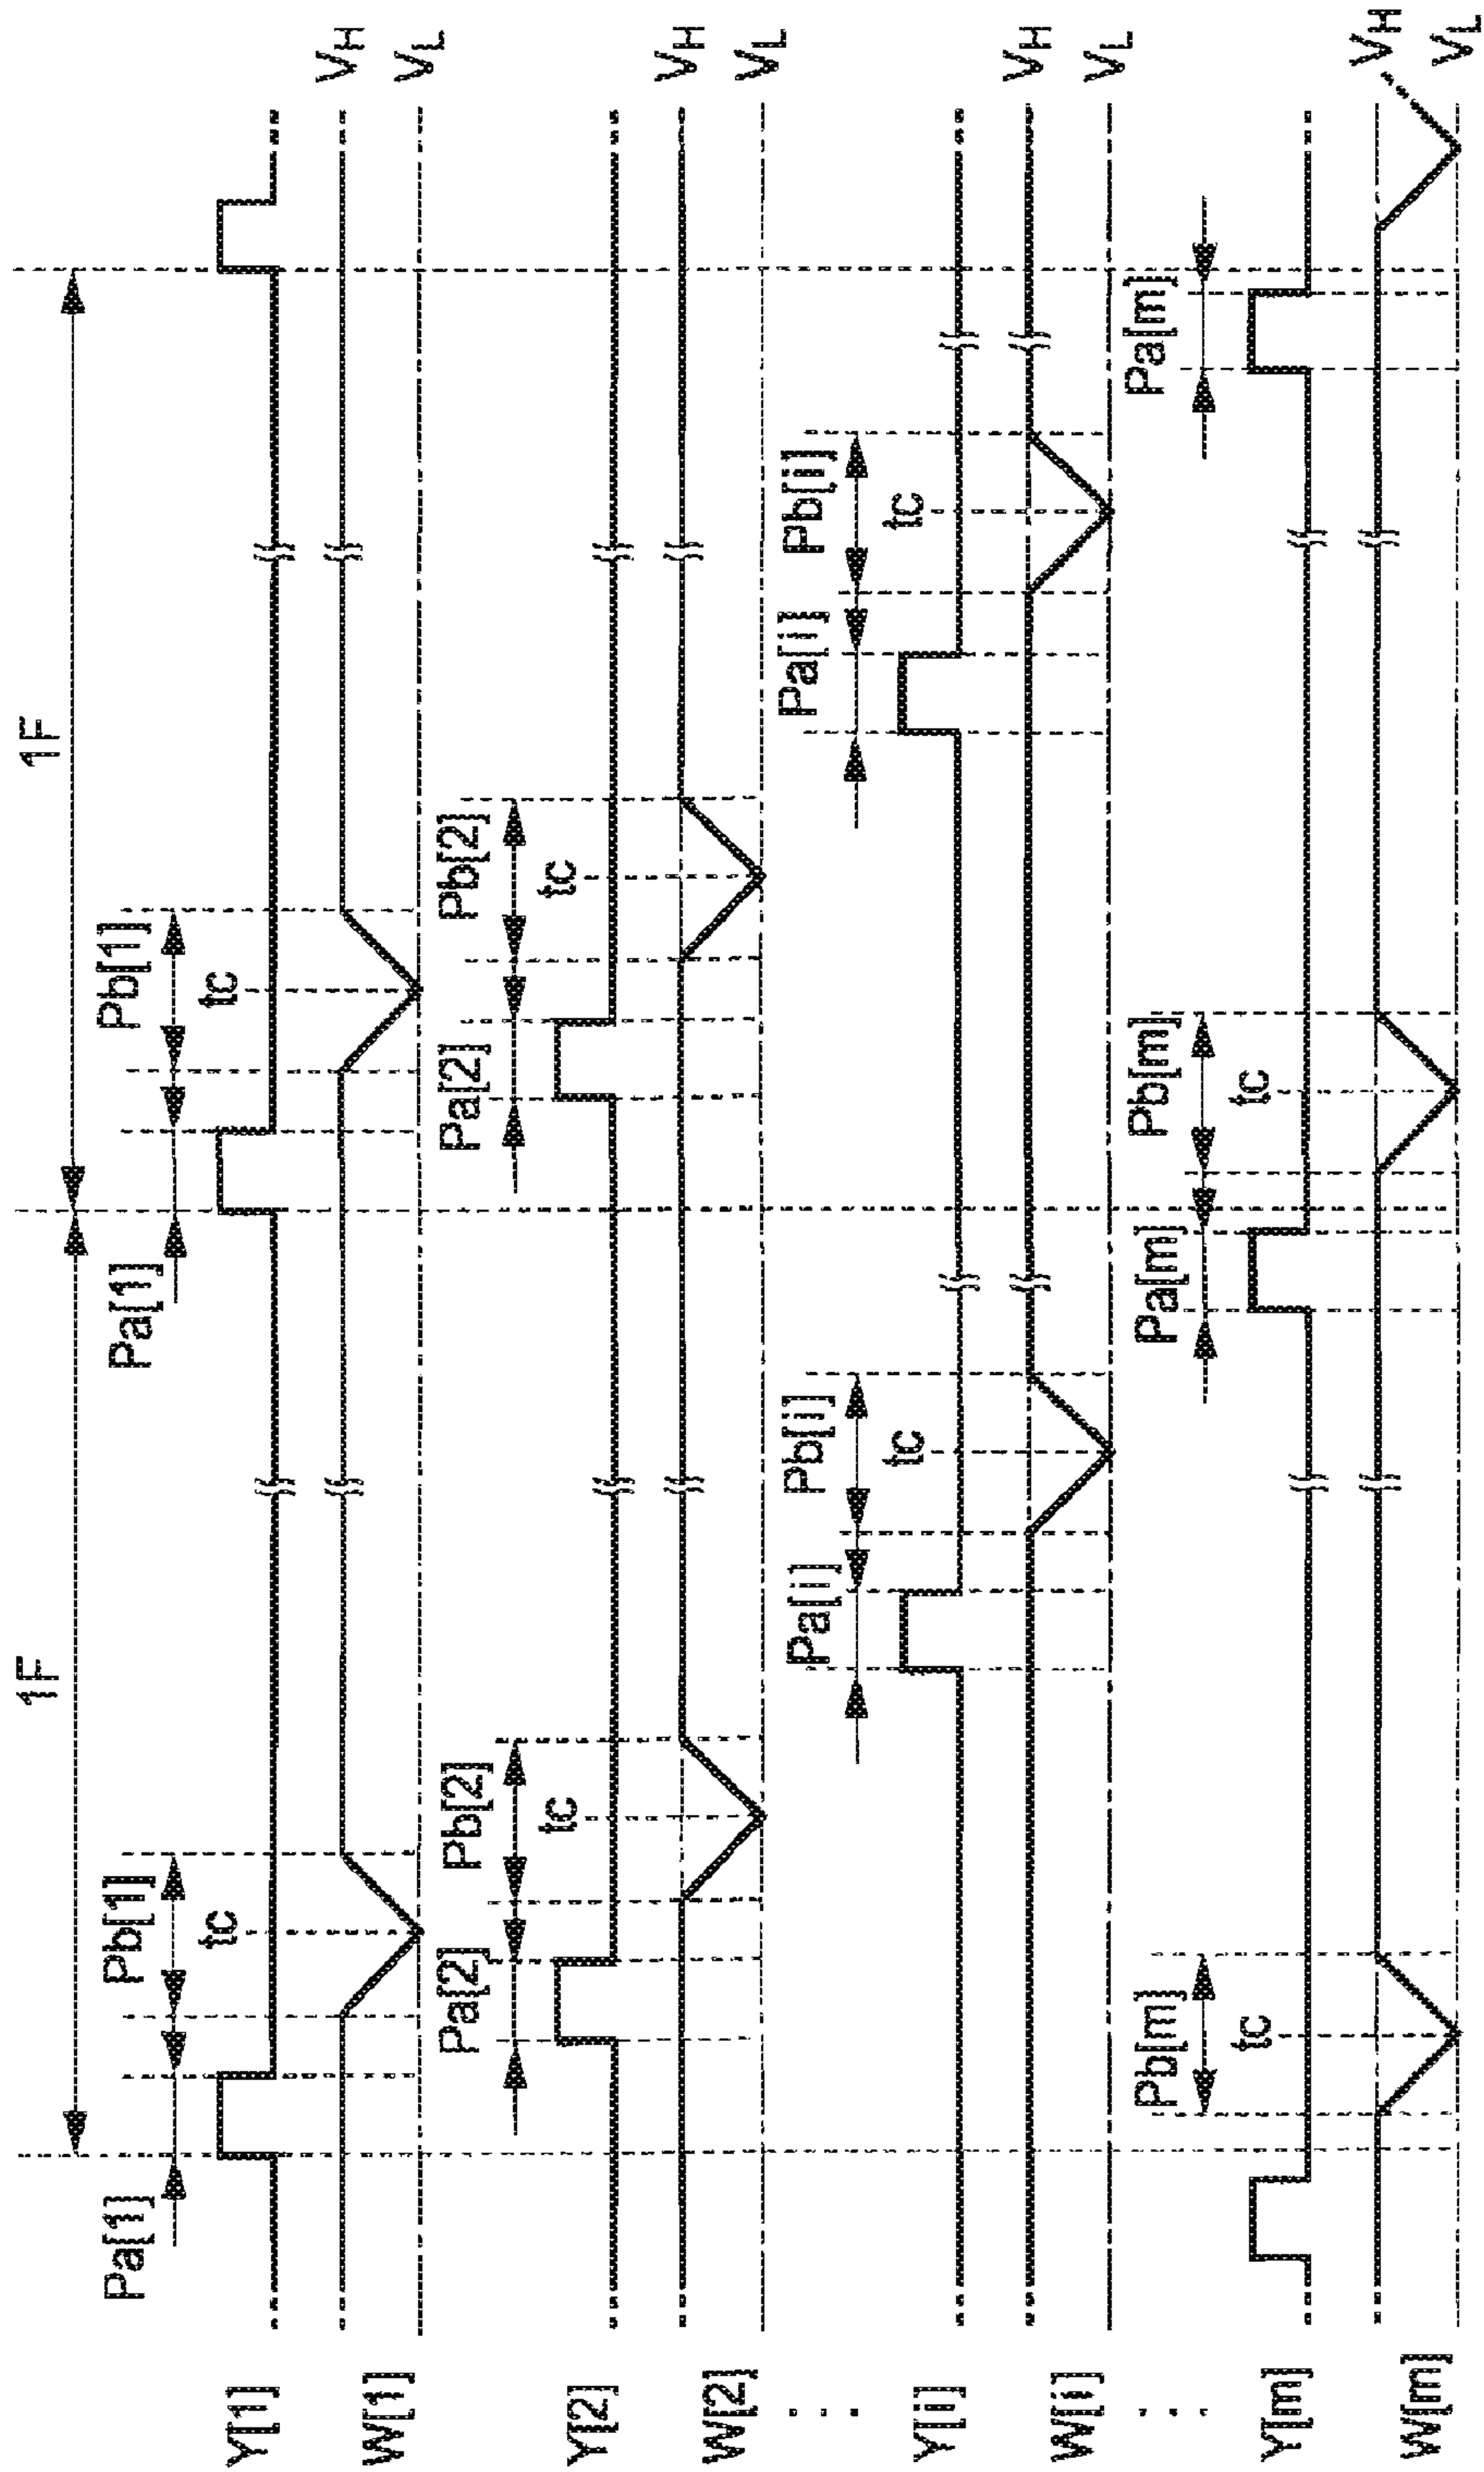 1F 1F
Pa[1] Pb[1] Pa[1] Pb[1]
tc tc
Y[1]
VH
W[1]
VL
Pa[2] Pb[2] Pa[2] Pb[2]
tc tc
Y[2]
VH
W[2]
VL
Pa[i] Pb[i] Pa[i] Pb[i]
tc tc
Y[i]
VH
W[i]
VL
Pb[m] Pa[m] Pb[m] Pa[m]
tc tc
Y[m]
VH
W[m]
VL